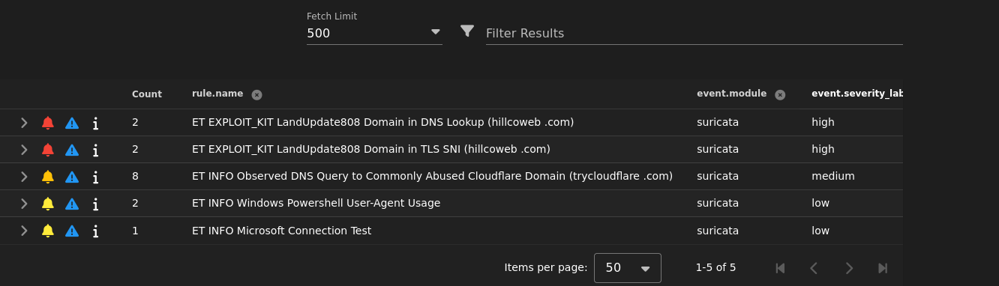 Fetch Limit
500
Filter Results
Count rule.name event.module event.severity_lab
2 ET EXPLOIT_KIT LandUpdate808 Domain in DNS Lookup (hillcoweb .com) suricata high
2 ET EXPLOIT_KIT LandUpdate808 Domain in TLS SNI (hillcoweb .com) suricata high
8 ET INFO Observed DNS Query to Commonly Abused Cloudflare Domain (trycloudflare .com) suricata medium
2 ET INFO Windows Powershell User-Agent Usage suricata low
1 ET INFO Microsoft Connection Test suricata low
Items per page: 50 1-5 of 5